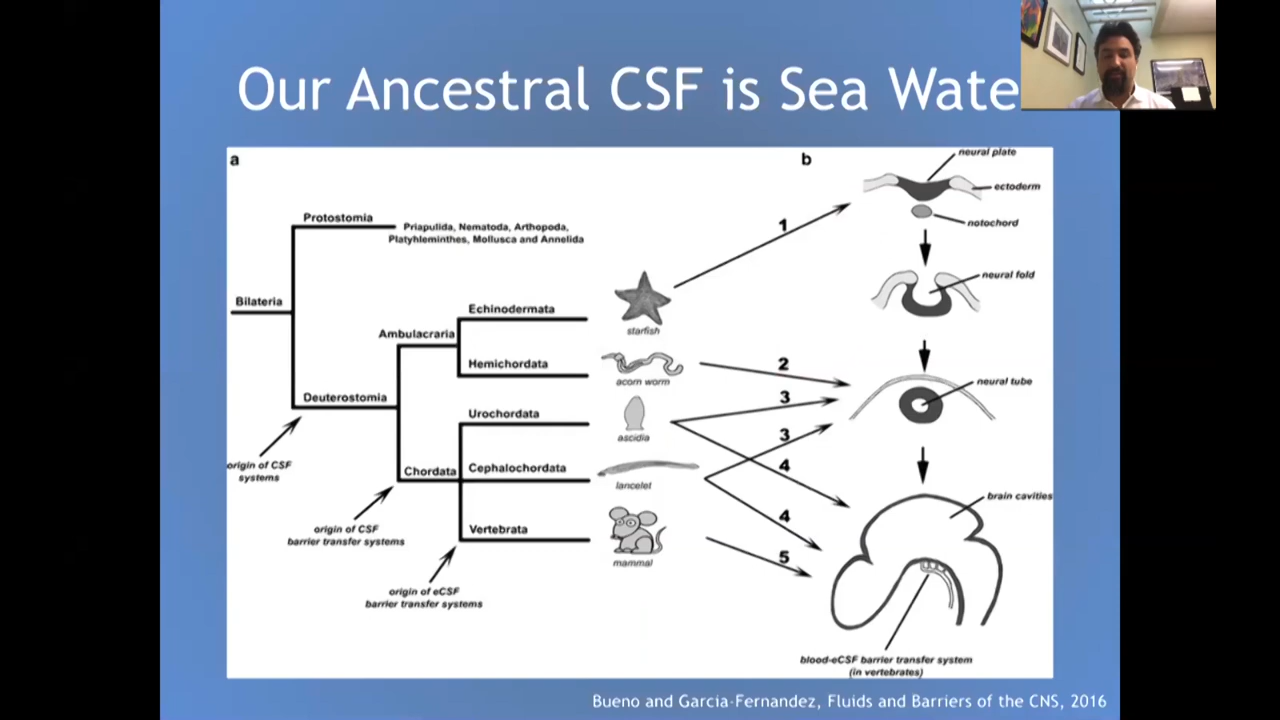 Our Ancestral CSF is Sea Wate
a
b
neural plate
ectoderm
notochord
1
Protostomia
Priapulida, Nematoda, Arthopoda,
Platyhleminthes, Mollusca and Annelida
neural fold
Bilateria
Echinodermata
starfish
Ambulacraria
Hemichordata
acorn worm
2
neural tube
3
Deuterostomia
Urochordata
ascidia
3
4
origin of CSF
systems
Chordata
Cephalochordata
lancelet
brain cavities
4
origin of CSF
barrier transfer systems
Vertebrata
mammal
5
origin of eCSF
barrier transfer systems
blood-eCSF barrier transfer system
(in vertebrates)
Bueno and Garcia-Fernandez, Fluids and Barriers of the CNS, 2016